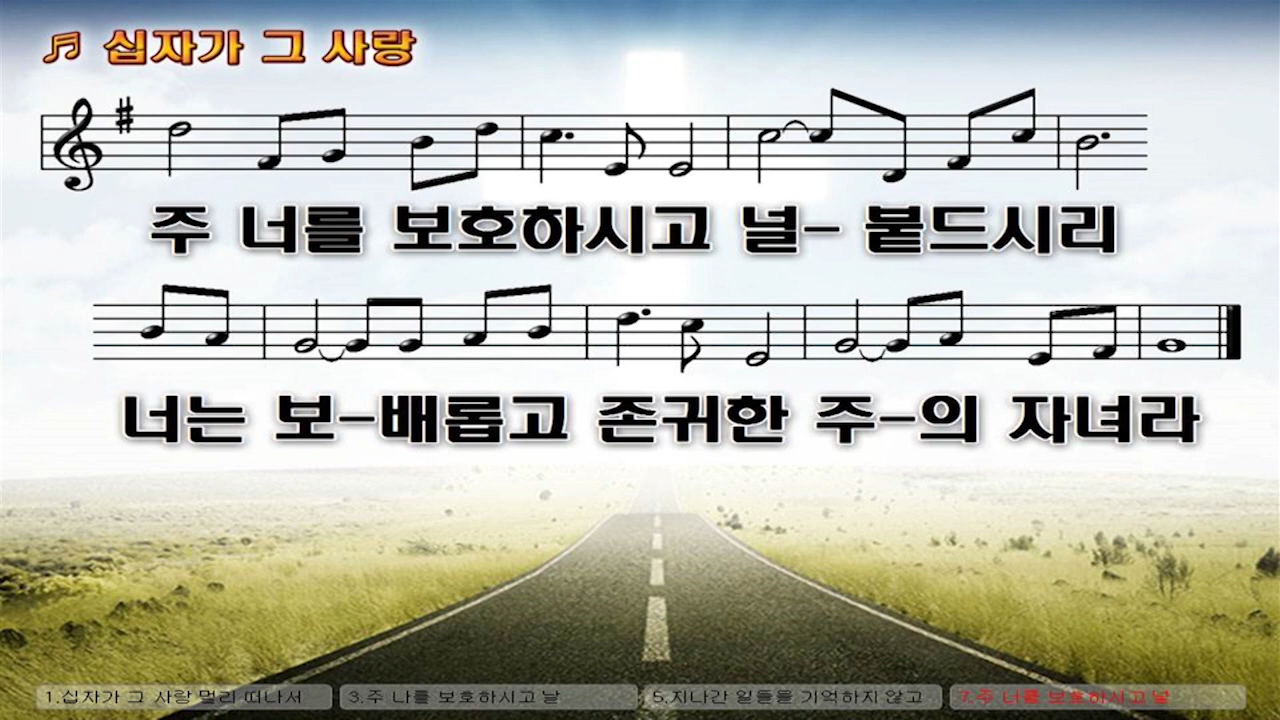 ♬ 십자가 그 사랑
주 너를 보호하시고 널- 붙드시리
너는 보-배롭고 존귀한 주-의 자녀라
1.십자가 그 사랑 멀리 떠나서
3.주 나를 보호하시고 날
5.지나간 일들을 기억하지 않고
7.주 너를 보호하시고 널